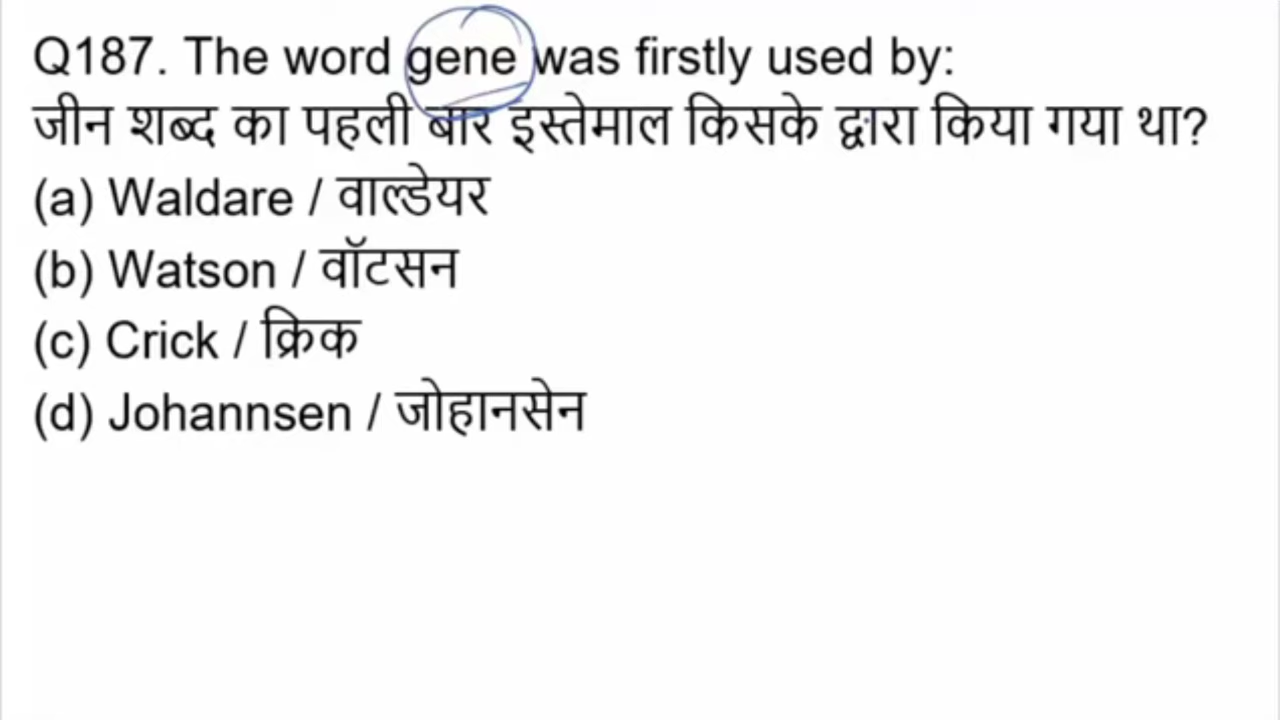 Q187. The word gene was firstly used by:
जीन शब्द का पहली बार इस्तेमाल किसके द्वारा किया गया था?
(a) Waldare / वाल्डेयर
(b) Watson / वॉटसन
(c) Crick / क्रिक
(d) Johannsen / जोहानसेन